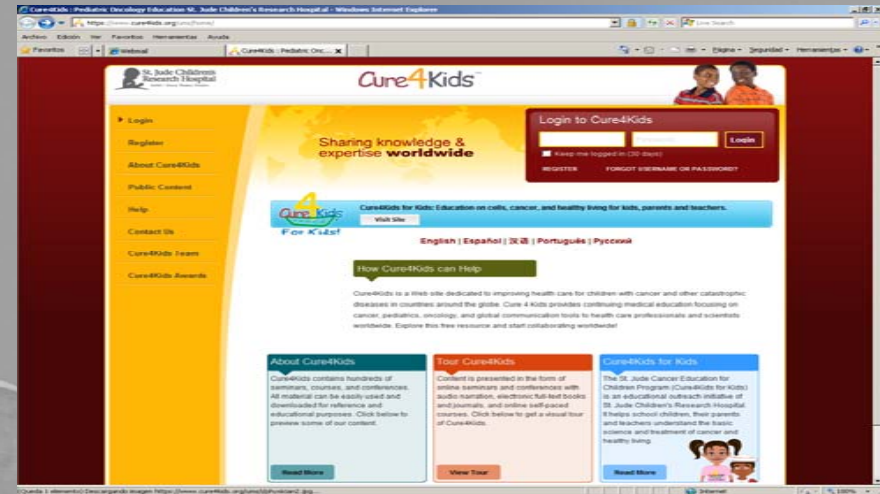 Cure4Kids : Pediatric Oncology Education St. Jude Children's Research Hospital - Windows Internet Explorer
https://www.cure4kids.org/ums/home/
Live Search
Archivo Edición Ver Favoritos Herramientas Ayuda
Favoritos
Webmail
Cure4Kids : Pediatric Onc...
Página Seguridad Herramientas
St. Jude Children's
Research Hospital
Cure4Kids
Login
Register
About Cure4Kids
Public Content
Help
Contact Us
Cure4Kids Team
Cure4Kids Awards
Sharing knowledge &
expertise worldwide
Login to Cure4Kids
Login
Keep me logged in (30 days)
REGISTER FORGOT USERNAME OR PASSWORD?
Cure4Kids
For Kids!
Cure4Kids for Kids: Education on cells, cancer, and healthy living for kids, parents and teachers.
Visit Site
English | Español | 汉语 | Português | Русский
How Cure4Kids can Help
Cure4Kids is a Web site dedicated to improving health care for children with cancer and other catastrophic
diseases in countries around the globe. Cure 4 Kids provides continuing medical education focusing on
cancer, pediatrics, oncology, and global communication tools to health care professionals and scientists
worldwide. Explore this free resource and start collaborating worldwide!
About Cure4Kids
Cure4Kids contains hundreds of
seminars, courses, and conferences.
All material can be easily used and
downloaded for reference and
educational purposes. Click below to
preview some of our content.
Read More
Tour Cure4Kids
Content is presented in the form of
online seminars and conferences with
audio narration, electronic full-text books
and journals, and online self-paced
courses. Click below to get a visual tour
of Cure4Kids.
View Tour
Cure4Kids for Kids
The St. Jude Cancer Education for
Children Program (Cure4Kids for Kids)
is an educational outreach initiative of
St. Jude Children's Research Hospital.
It helps school children, their parents
and teachers understand the basic
science and treatment of cancer and
healthy living.
Read More
Internet
100%